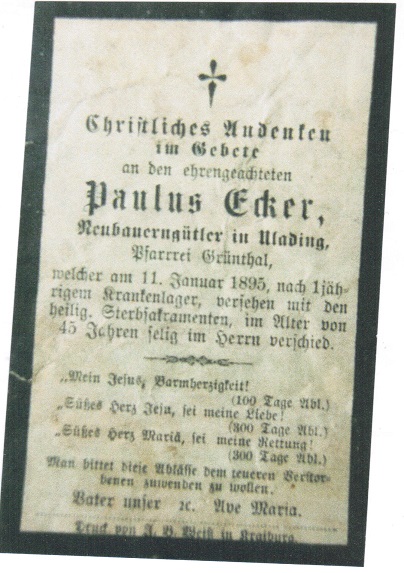 Christliches Andenken
im Gebete
an den ehrengeachteten
Paulus Ecker,
Neubauerngütler in Ulading,
Pfarrei Grünthal,
welcher am 11. Januar 1895, nach 1jäh-
rigem Krankenlager, versehen mit den
heilig. Sterbsakramenten, im Alter von
45 Jahren selig im Herrn verschied.
„Mein Jesus, Barmherzigkeit!
(100 Tage Abl.)
„Süßes Herz Jesu, sei meine Liebe!
(300 Tage Abl.)
„Süßes Herz Mariä, sei meine Rettung!
(300 Tage Abl.)
Man bittet diese Ablässe dem teueren Verstor-
benen zuwenden zu wollen.
Vater unser ꝛc. Ave Maria.
Druck von J. B. Weiß in Kraiburg.